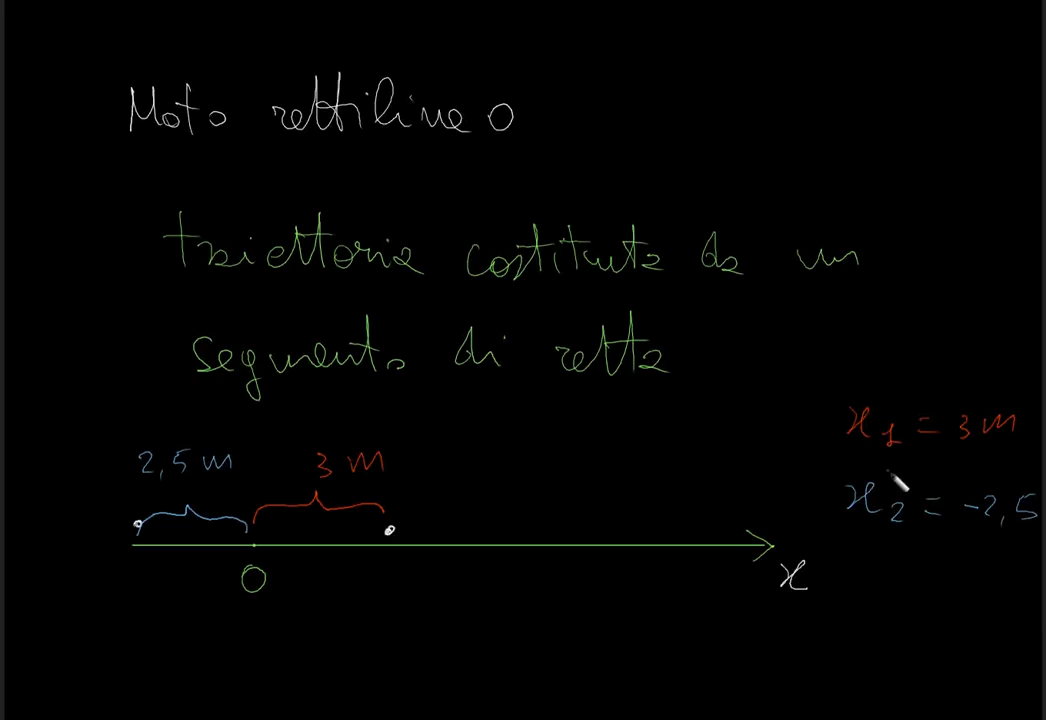 Moto rettilineo
traiettoria costituita da un
segmento di retta
x₁ = 3 m
2,5 m 3 m
x₂ = -2,5
0
x